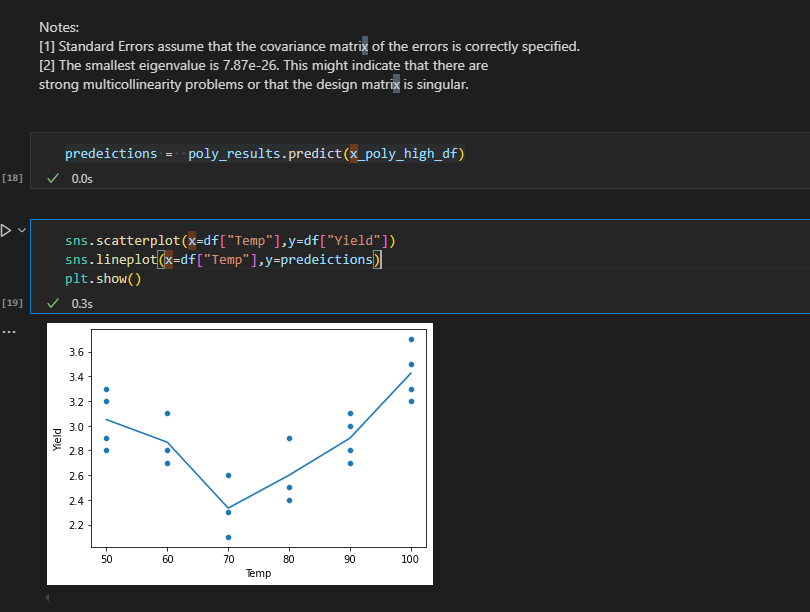 Notes:
[1] Standard Errors assume that the covariance matrix of the errors is correctly specified.
[2] The smallest eigenvalue is 7.87e-26. This might indicate that there are
strong multicollinearity problems or that the design matrix is singular.
predeictions = poly_results.predict(x_poly_high_df)
[18]
0.0s
sns.scatterplot(x=df["Temp"],y=df["Yield"])
sns.lineplot(x=df["Temp"],y=predeictions)
plt.show()
[19]
0.3s
...
3.6
3.4
3.2
3.0
2.8
2.6
2.4
2.2
Yield
50 60 70 80 90 100
Temp